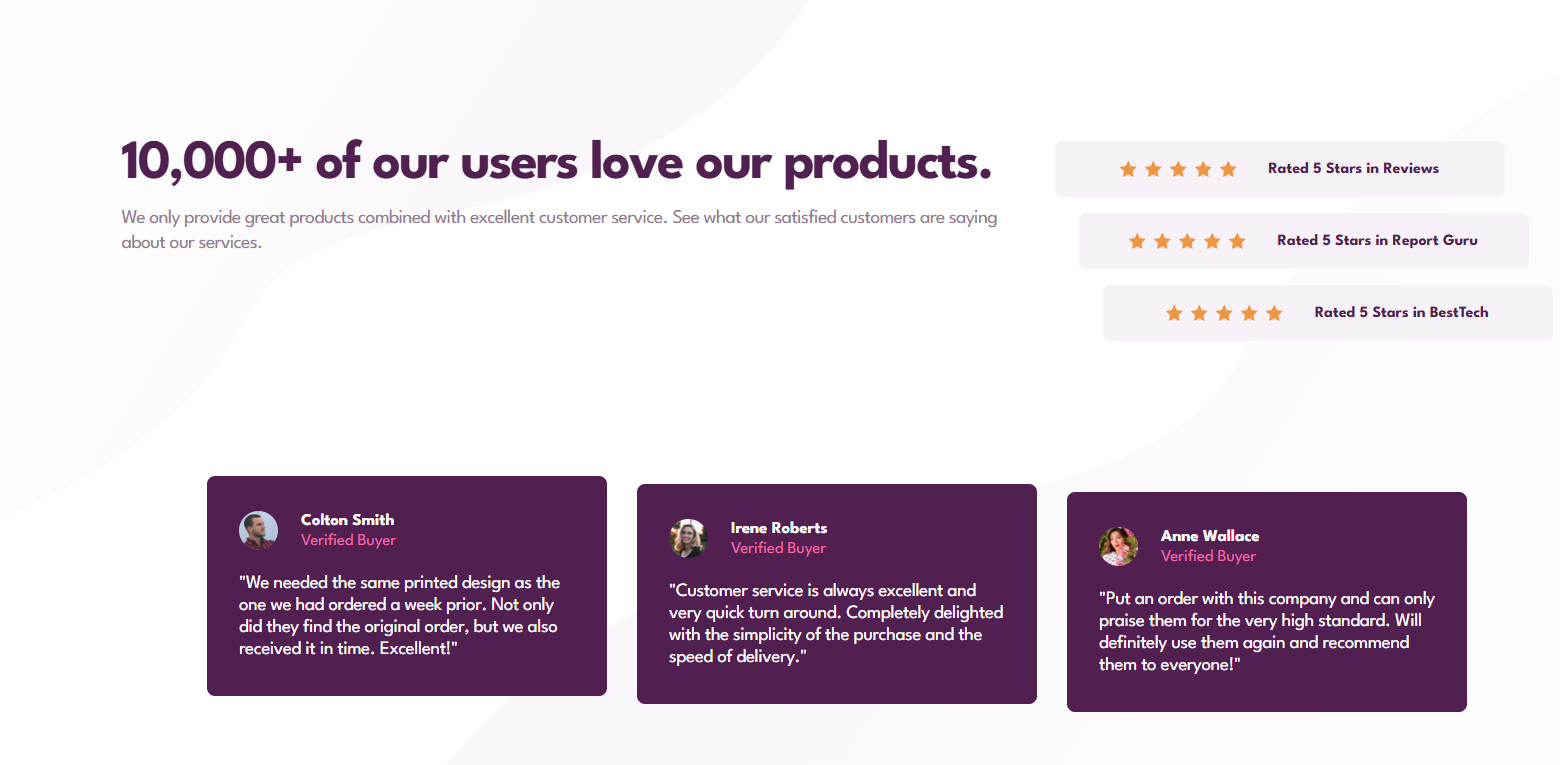 10,000+ of our users love our products.
We only provide great products combined with excellent customer service. See what our satisfied customers are saying
about our services.
Rated 5 Stars in Reviews
Rated 5 Stars in Report Guru
Rated 5 Stars in BestTech
Colton Smith
Verified Buyer
"We needed the same printed design as the
one we had ordered a week prior. Not only
did they find the original order, but we also
received it in time. Excellent!"
Irene Roberts
Verified Buyer
"Customer service is always excellent and
very quick turn around. Completely delighted
with the simplicity of the purchase and the
speed of delivery."
Anne Wallace
Verified Buyer
"Put an order with this company and can only
praise them for the very high standard. Will
definitely use them again and recommend
them to everyone!"